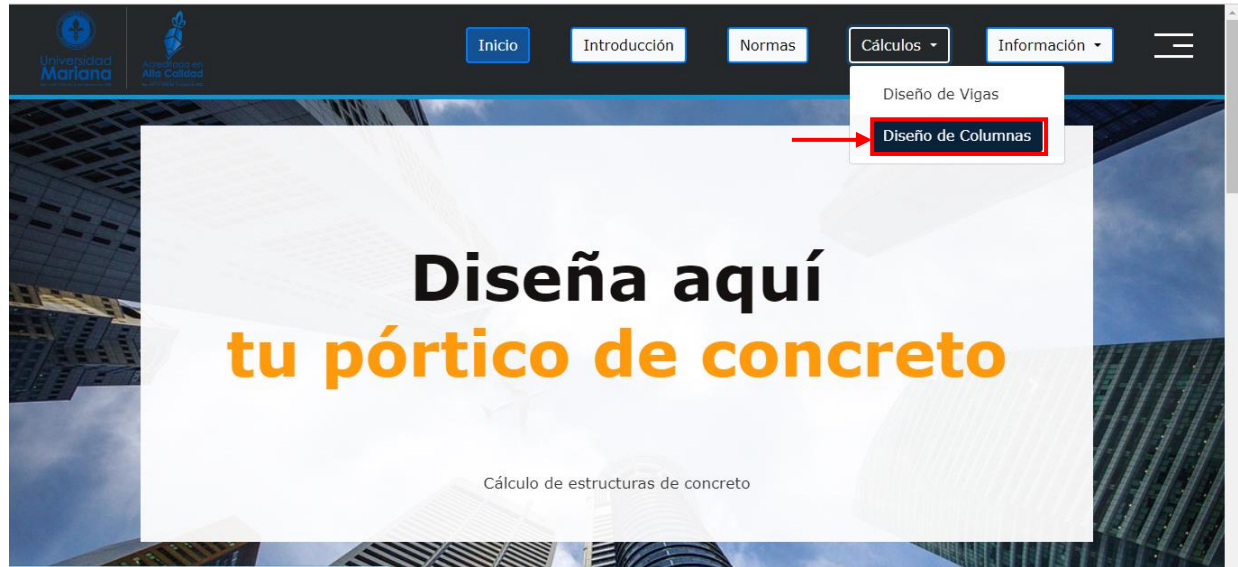 Universidad
Mariana
Acreditada en
Alta Calidad
Inicio
Introducción
Normas
Cálculos
Información
Diseño de Vigas
Diseño de Columnas
Diseña aquí
tu pórtico de concreto
Cálculo de estructuras de concreto